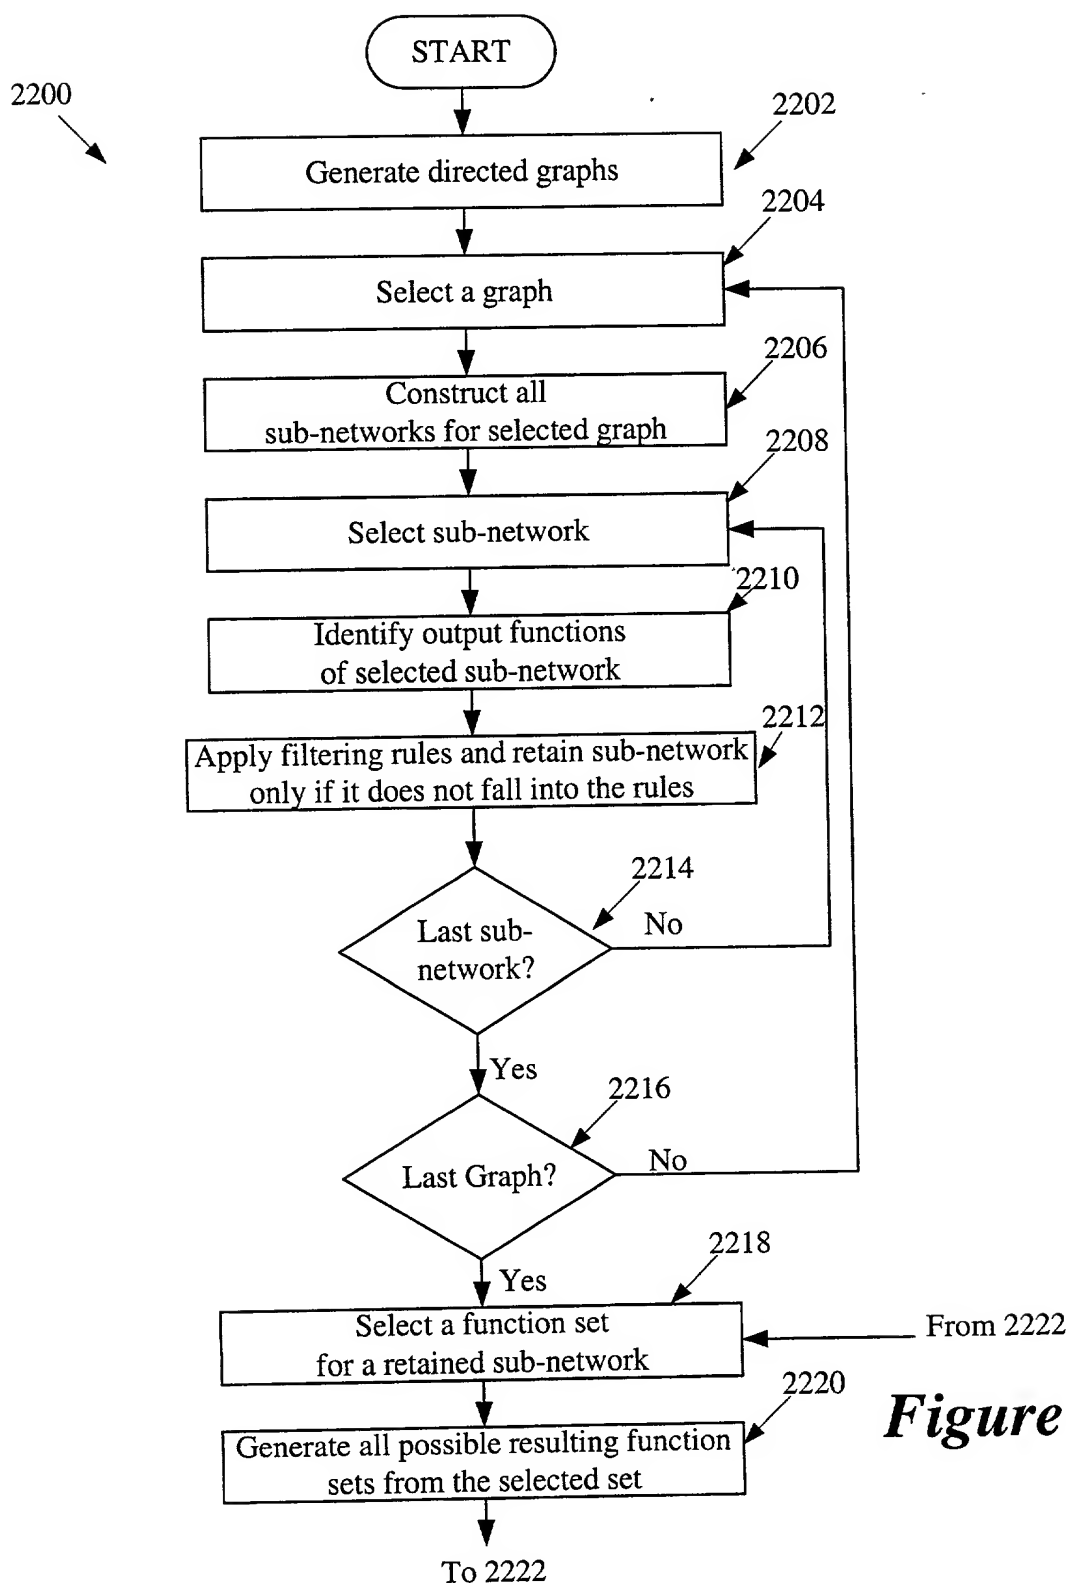 START
2200
2202
Generate directed graphs
2204
Select a graph
2206
Construct all
sub-networks for selected graph
2208
Select sub-network
2210
Identify output functions
of selected sub-network
2212
Apply filtering rules and retain sub-network
only if it does not fall into the rules
2214
Last sub-
network?
No
Yes
2216
Last Graph?
No
Yes
2218
Select a function set
for a retained sub-network
From 2222
2220
Generate all possible resulting function
sets from the selected set
Figure
To 2222